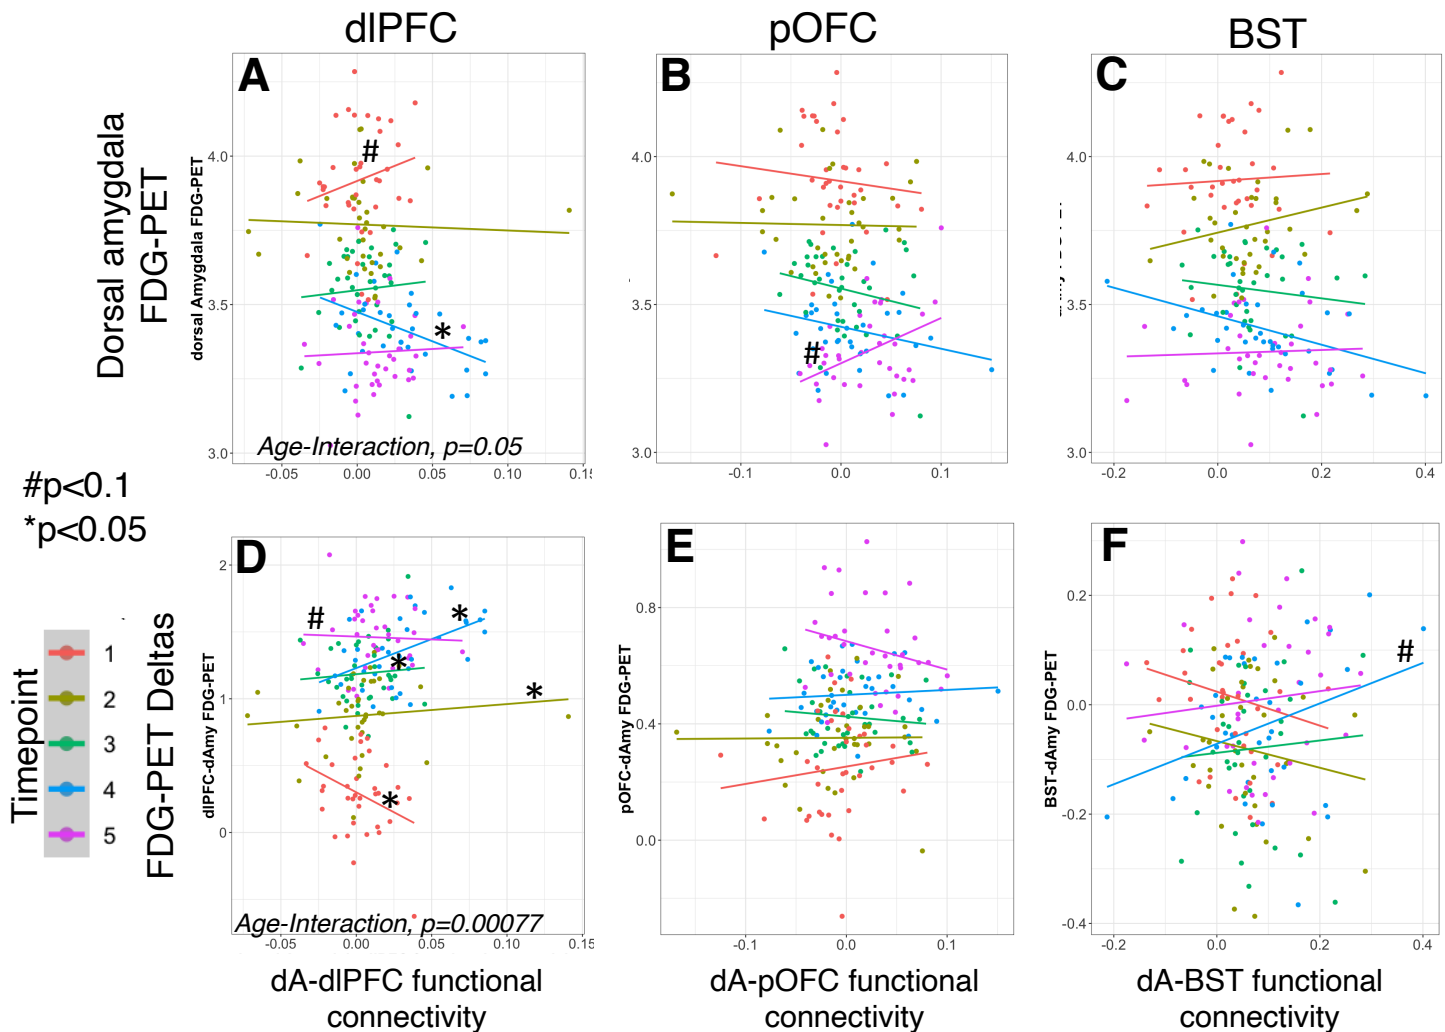 dlPFC
pOFC
BST
Dorsal amygdala
FDG-PET
dorsal Amygdala FDG-PET
A
#
*
Age-Interaction, p=0.05
4.0
3.5
3.0
-0.05
0.00
0.05
0.10
B
#
4.0
3.5
3.0
-0.1
0.0
0.1
C
4.0
3.5
3.0
-0.2
0.0
0.2
0.4
#p<0.1
*p<0.05
Timepoint
1
2
3
4
5
FDG-PET Deltas
dlPFC-dAmy FDG-PET
D
#
*
*
*
*
Age-Interaction, p=0.00077
2
1
0
-0.05
0.00
0.05
0.10
dA-dlPFC functional
connectivity
pOFC-dAmy FDG-PET
E
0.8
0.4
0.0
-0.1
0.0
0.1
dA-pOFC functional
connectivity
BST-dAmy FDG-PET
F
#
0.2
0.0
-0.2
-0.4
-0.2
0.0
0.2
0.4
dA-BST functional
connectivity